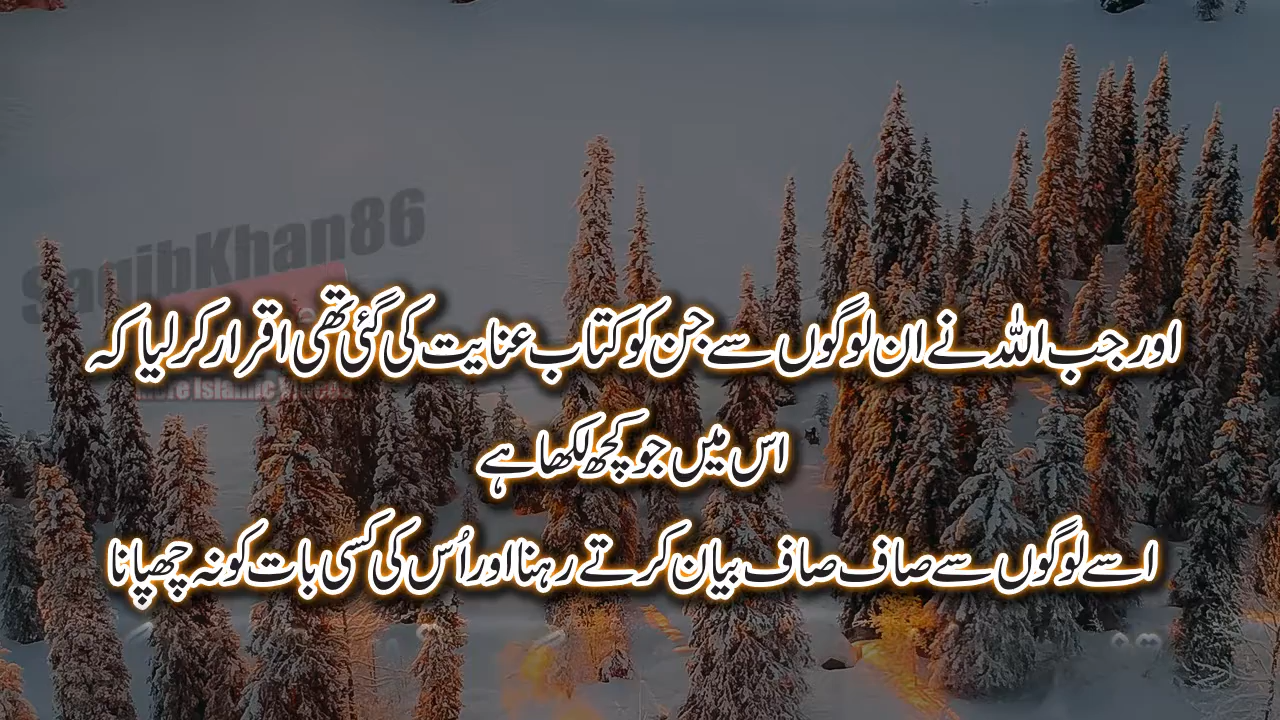 SaqibKhan86
اور جب اللہ نے ان لوگوں سے جن کو کتاب عنایت کی گئی تھی اقرار کر لیا کہ
More Islamic
اس میں جو کچھ لکھا ہے
اسے لوگوں سے صاف صاف بیان کرتے رہنا اور اُس کی کسی بات کو نہ چھپانا